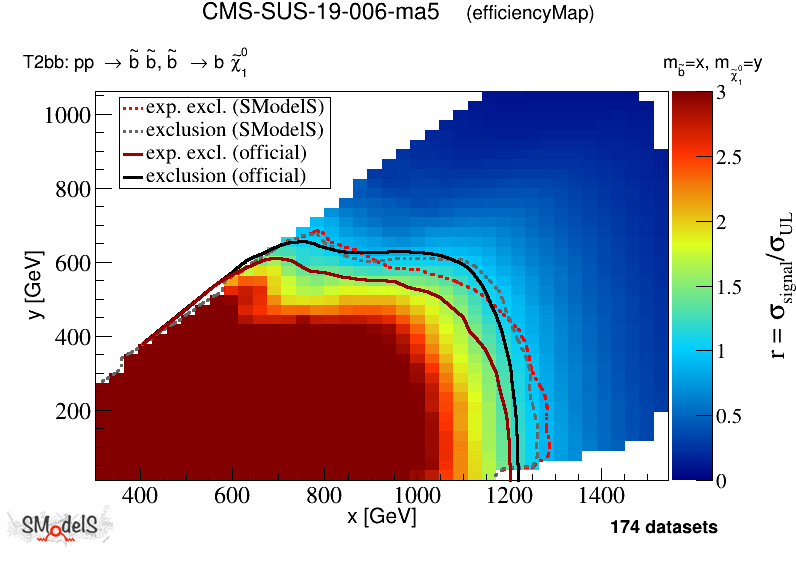 CMS-SUS-19-006-ma5 (efficiencyMap)
T2bb: pp → b̃ b̃, b̃ → b χ̃₁⁰
m_b̃=x, m_χ̃₁⁰=y
exp. excl. (SModelS)
exclusion (SModelS)
exp. excl. (official)
exclusion (official)
1000
800
600
400
200
y [GeV]
400 600 800 1000 1200 1400
x [GeV]
3
2.5
2
1.5
1
0.5
0
r = σ_signal/σ_UL
SModelS
174 datasets